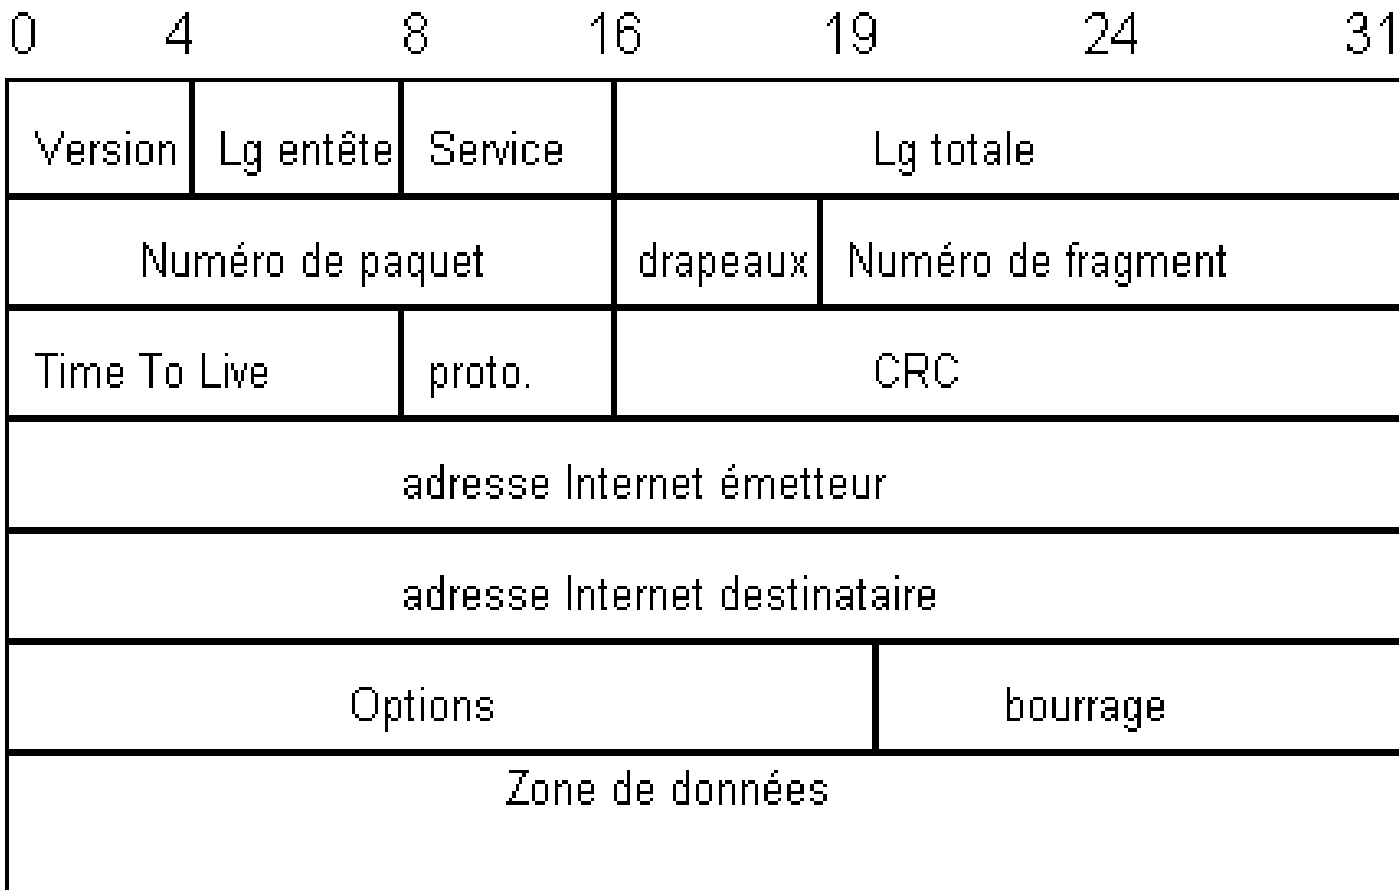 0 4 8 16 19 24 31
Version Lg entête Service Lg totale
Numéro de paquet drapeaux Numéro de fragment
Time To Live proto. CRC
adresse Internet émetteur
adresse Internet destinataire
Options bourrage
Zone de données